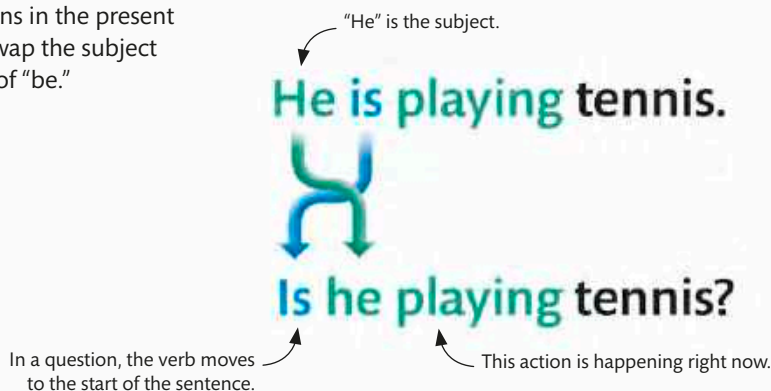 ns in the present
wap the subject
of “be.”
“He” is the subject.
He is playing tennis.
Is he playing tennis?
In a question, the verb moves
to the start of the sentence.
This action is happening right now.